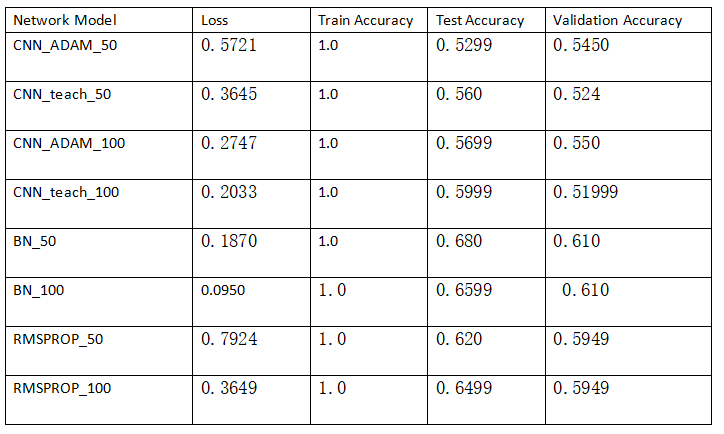 Network Model Loss Train Accuracy Test Accuracy Validation Accuracy
CNN_ADAM_50 0.5721 1.0 0.5299 0.5450
CNN_teach_50 0.3645 1.0 0.560 0.524
CNN_ADAM_100 0.2747 1.0 0.5699 0.550
CNN_teach_100 0.2033 1.0 0.5999 0.51999
BN_50 0.1870 1.0 0.680 0.610
BN_100 0.0950 1.0 0.6599 0.610
RMSPROP_50 0.7924 1.0 0.620 0.5949
RMSPROP_100 0.3649 1.0 0.6499 0.5949